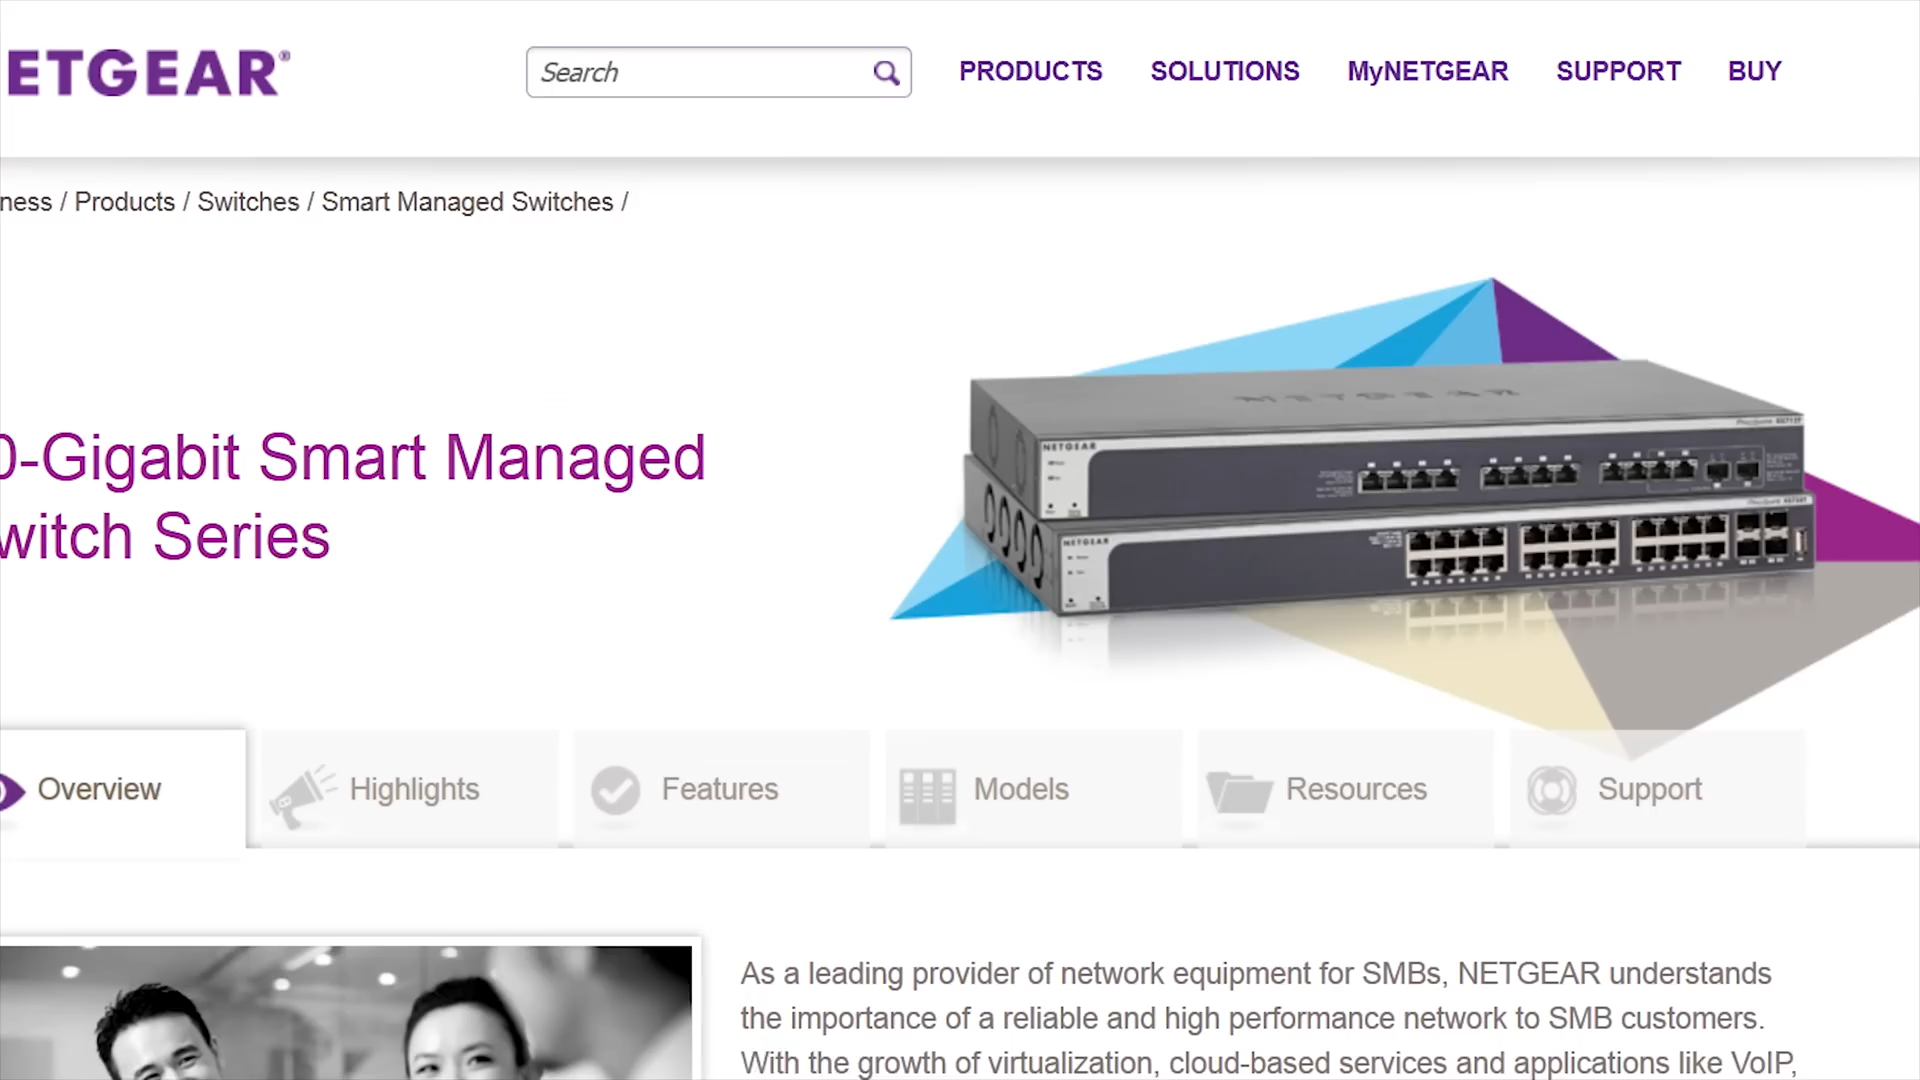 ETGEAR®
Search
PRODUCTS
SOLUTIONS
MyNETGEAR
SUPPORT
BUY
ness / Products / Switches / Smart Managed Switches /
0-Gigabit Smart Managed
witch Series
NETGEAR
NETGEAR
NETGEAR
Overview
Highlights
Features
Models
Resources
Support
As a leading provider of network equipment for SMBs, NETGEAR understands
the importance of a reliable and high performance network to SMB customers.
With the growth of virtualization, cloud-based services and applications like VoIP,